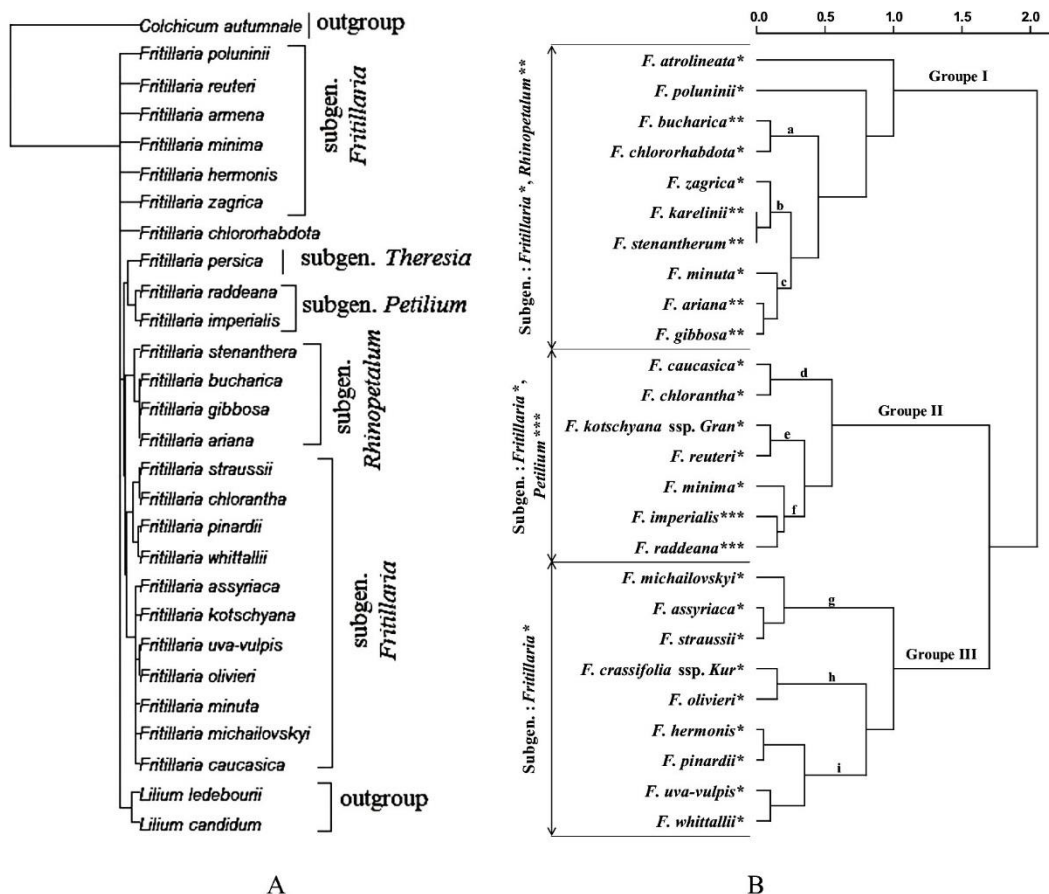 Colchicum autumnale
outgroup
Fritillaria poluninii
Fritillaria reuteri
Fritillaria armena
Fritillaria minima
Fritillaria hermonis
Fritillaria zagrica
subgen.
Fritillaria
Fritillaria chlororhabdota
Fritillaria persica
subgen. Theresia
Fritillaria raddeana
Fritillaria imperialis
subgen. Petilium
Fritillaria stenanthera
Fritillaria bucharica
Fritillaria gibbosa
Fritillaria ariana
subgen.
Rhinopetalum
Fritillaria straussii
Fritillaria chlorantha
Fritillaria pinardii
Fritillaria whittallii
Fritillaria assyriaca
Fritillaria kotschyana
Fritillaria uva-vulpis
Fritillaria olivieri
Fritillaria minuta
Fritillaria michailovskyi
Fritillaria caucasica
subgen.
Fritillaria
Lilium ledebourii
Lilium candidum
outgroup
A
0.0 0.5 1.0 1.5 2.0
Subgen. : Fritillaria *, Rhinopetalum **
F. atrolineata*
F. poluninii*
F. bucharica**
F. chlororhabdota*
F. zagrica*
F. karelinii**
F. stenantherum**
F. minuta*
F. ariana**
F. gibbosa**
a
b
c
Groupe I
Subgen. : Fritillaria *,
Petilium ***
F. caucasica*
F. chlorantha*
F. kotschyana ssp. Gran*
F. reuteri*
F. minima*
F. imperialis***
F. raddeana***
d
e
f
Groupe II
Subgen. : Fritillaria *
F. michailovskyi*
F. assyriaca*
F. straussii*
F. crassifolia ssp. Kur*
F. olivieri*
F. hermonis*
F. pinardii*
F. uva-vulpis*
F. whittallii*
g
h
i
Groupe III
B